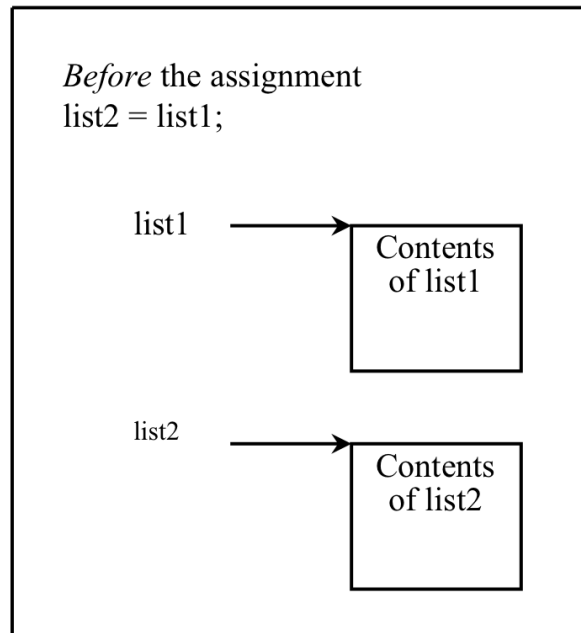 Before the assignment
list2 = list1;
list1
Contents
of list1
list2
Contents
of list2